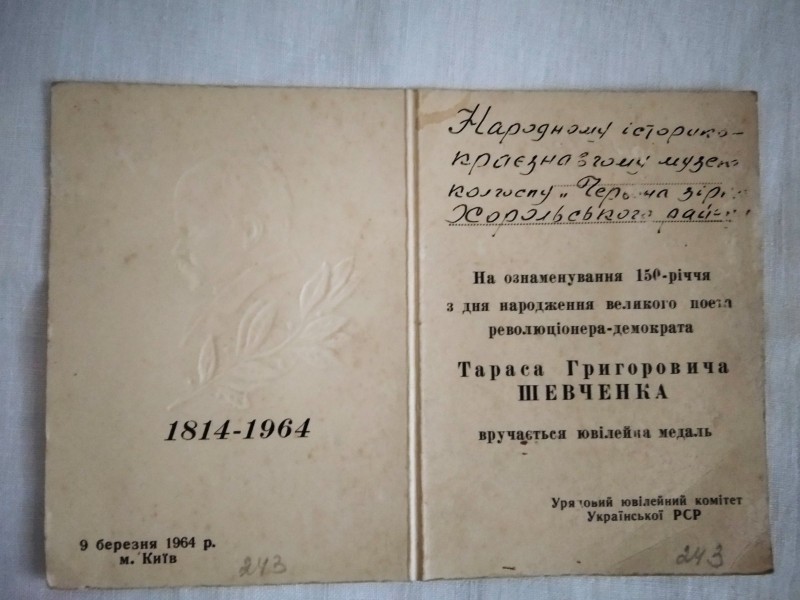 1814-1964
9 березня 1964 р.
м. Київ
243
Народному історико-
краєзнавчому музею
колгоспу „Червона зірка
Хорольського району
На ознаменування 150-річчя
з дня народження великого поета
революціонера-демократа
Тараса Григоровича
ШЕВЧЕНКА
вручається ювілейна медаль
Урядовий ювілейний комітет
Української РСР
243